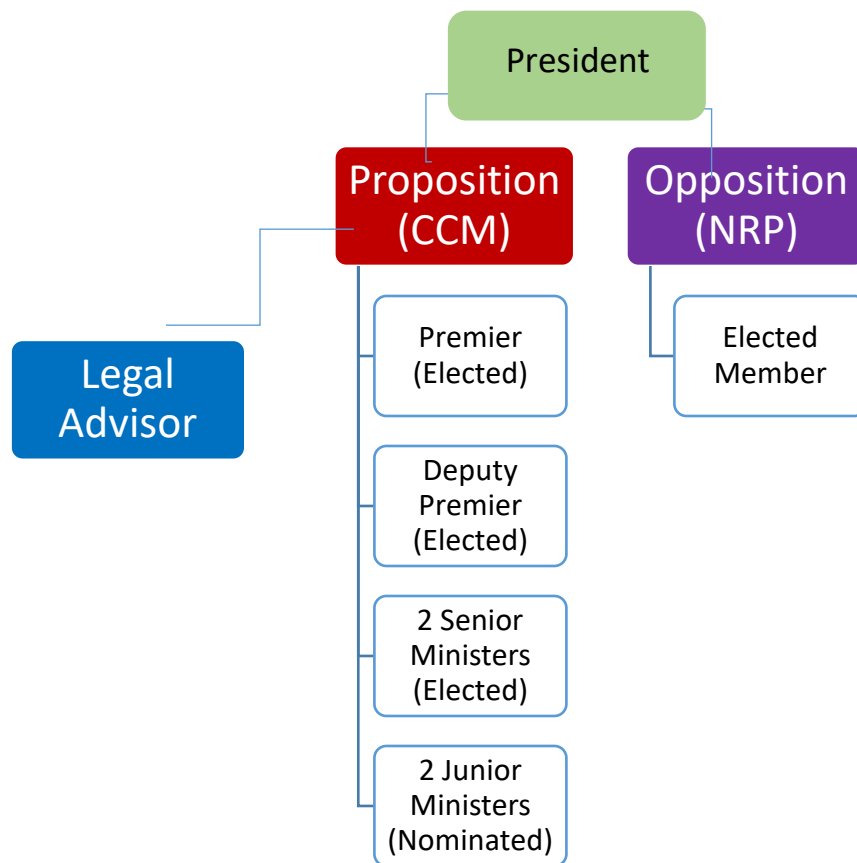 President
Proposition
(CCM)
Opposition
(NRP)
Legal
Advisor
Premier
(Elected)
Elected
Member
Deputy
Premier
(Elected)
2 Senior
Ministers
(Elected)
2 Junior
Ministers
(Nominated)